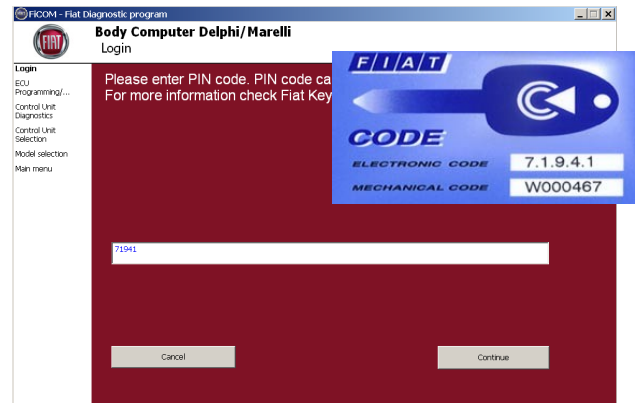 FiCOM - Fiat Diagnostic program
FIAT
Body Computer Delphi/Marelli
Login
Login
ECU
Programming/...
Control Unit
Diagnostics
Control Unit
Selection
Model selection
Main menu
Please enter PIN code. PIN code ca
For more information check Fiat Key
FIAT
CODE
ELECTRONIC CODE 7.1.9.4.1
MECHANICAL CODE W000467
71941
Cancel Continue